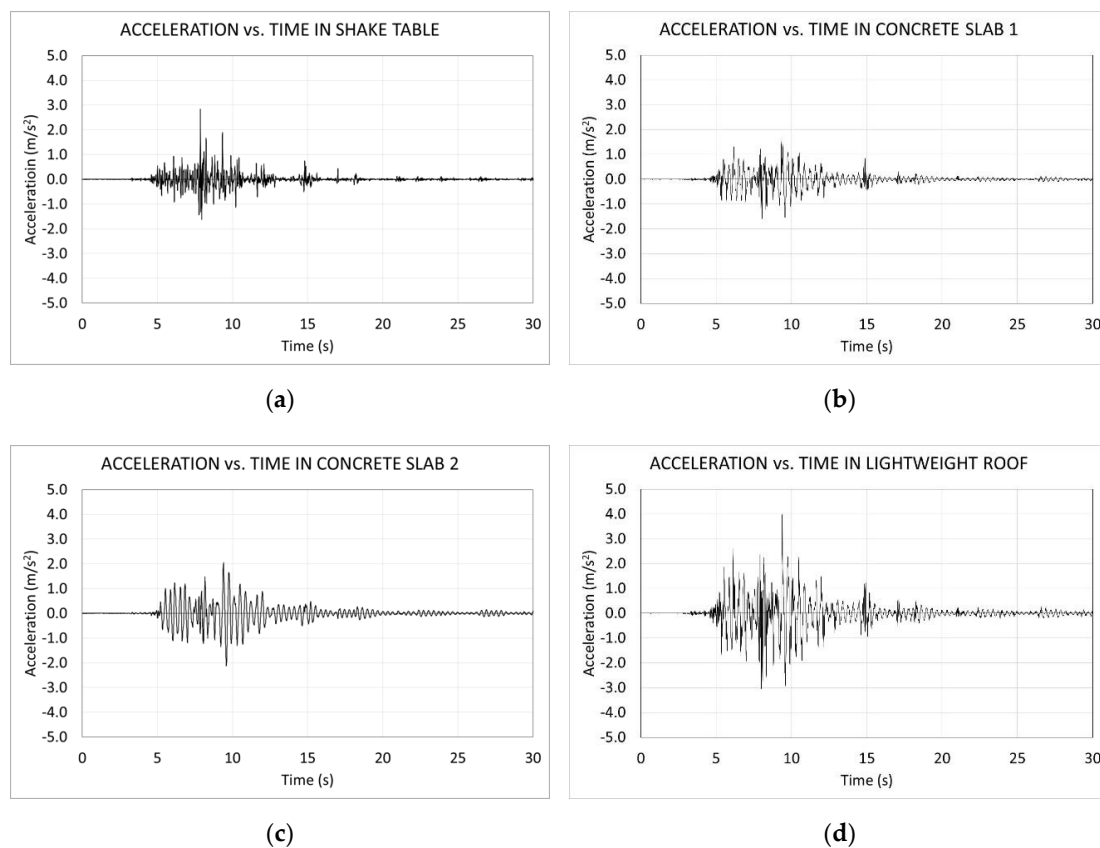 ACCELERATION vs. TIME IN SHAKE TABLE
5.0
4.0
3.0
2.0
1.0
0.0
-1.0
-2.0
-3.0
-4.0
-5.0
Acceleratioin (m/s²)
0 5 10 15 20 25 30
Time (s)
(a)
ACCELERATION vs. TIME IN CONCRETE SLAB 1
5.0
4.0
3.0
2.0
1.0
0.0
-1.0
-2.0
-3.0
-4.0
-5.0
Acceleration (m/s²)
0 5 10 15 20 25 30
Time (s)
(b)
ACCELERATION vs. TIME IN CONCRETE SLAB 2
5.0
4.0
3.0
2.0
1.0
0.0
-1.0
-2.0
-3.0
-4.0
-5.0
Acceleration (m/s²)
0 5 10 15 20 25 30
Time (s)
(c)
ACCELERATION vs. TIME IN LIGHTWEIGHT ROOF
5.0
4.0
3.0
2.0
1.0
0.0
-1.0
-2.0
-3.0
-4.0
-5.0
Acceleration (m/s²)
0 5 10 15 20 25 30
Time (s)
(d)